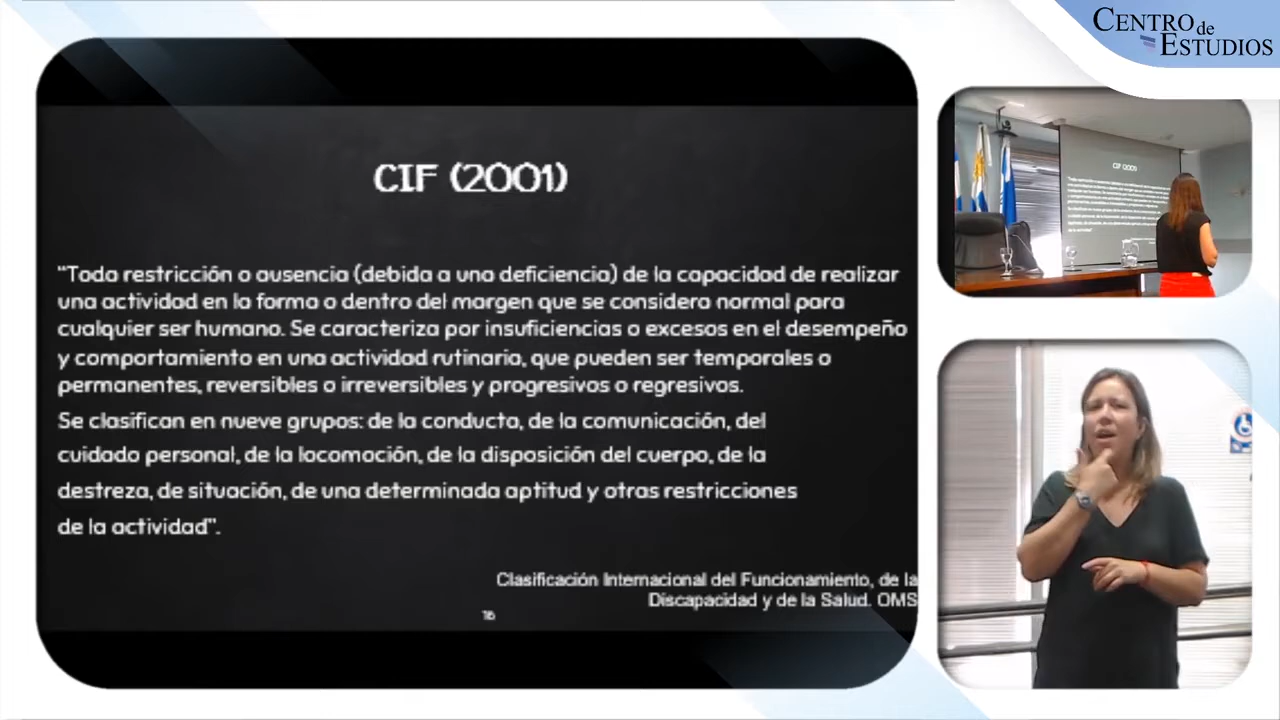 CENTRO de
ESTUDIOS
CIF (2001)
“Toda restricción o ausencia (debida a una deficiencia) de la capacidad de realizar
una actividad en la forma o dentro del margen que se considera normal para
cualquier ser humano. Se caracteriza por insuficiencias o excesos en el desempeño
y comportamiento en una actividad rutinaria, que pueden ser temporales o
permanentes, reversibles o irreversibles y progresivos o regresivos.
Se clasifican en nueve grupos: de la conducta, de la comunicación, del
cuidado personal, de la locomoción, de la disposición del cuerpo, de la
destreza, de situación, de una determinada aptitud y otras restricciones
de la actividad”.
Clasificación Internacional del Funcionamiento, de la
Discapacidad y de la Salud. OMS
16
CIF (2001)